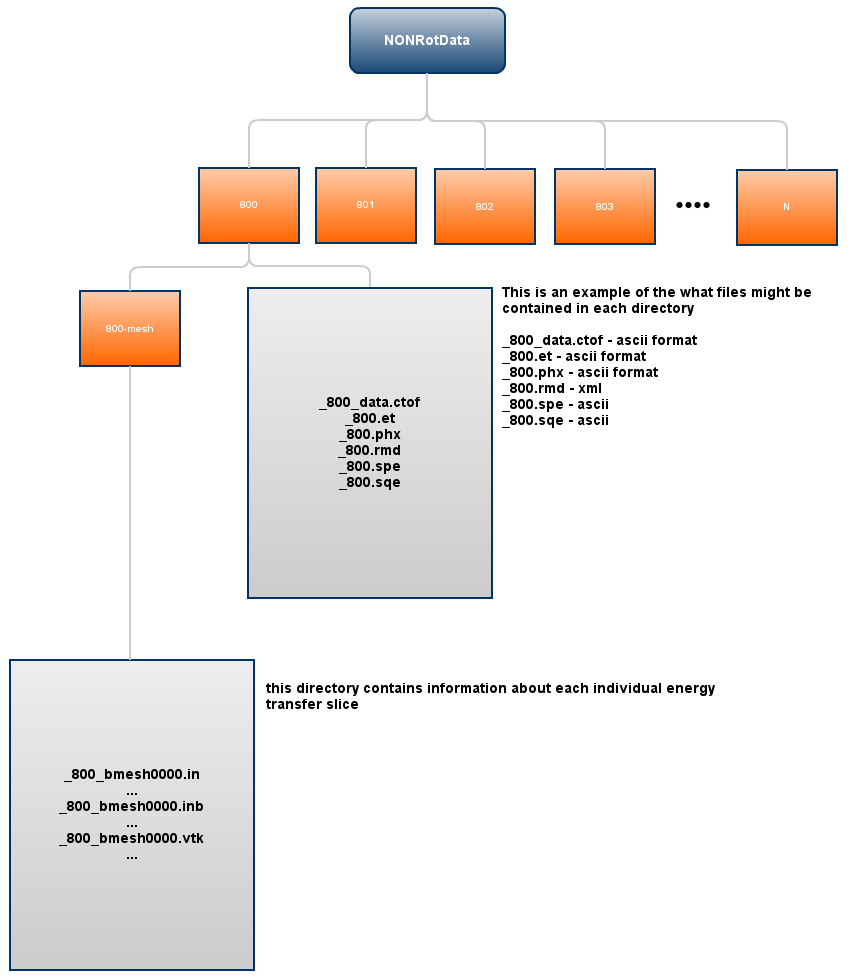 NONRotData
800
801
802
803
••••
N
800-mesh
_800_data.ctof
_800.et
_800.phx
_800.rmd
_800.spe
_800.sqe
This is an example of the what files might be
contained in each directory
_800_data.ctof - ascii format
_800.et - ascii format
_800.phx - ascii format
_800.rmd - xml
_800.spe - ascii
_800.sqe - ascii
this directory contains information about each individual energy
transfer slice
_800_bmesh0000.in
...
_800_bmesh0000.inb
...
_800_bmesh0000.vtk
...